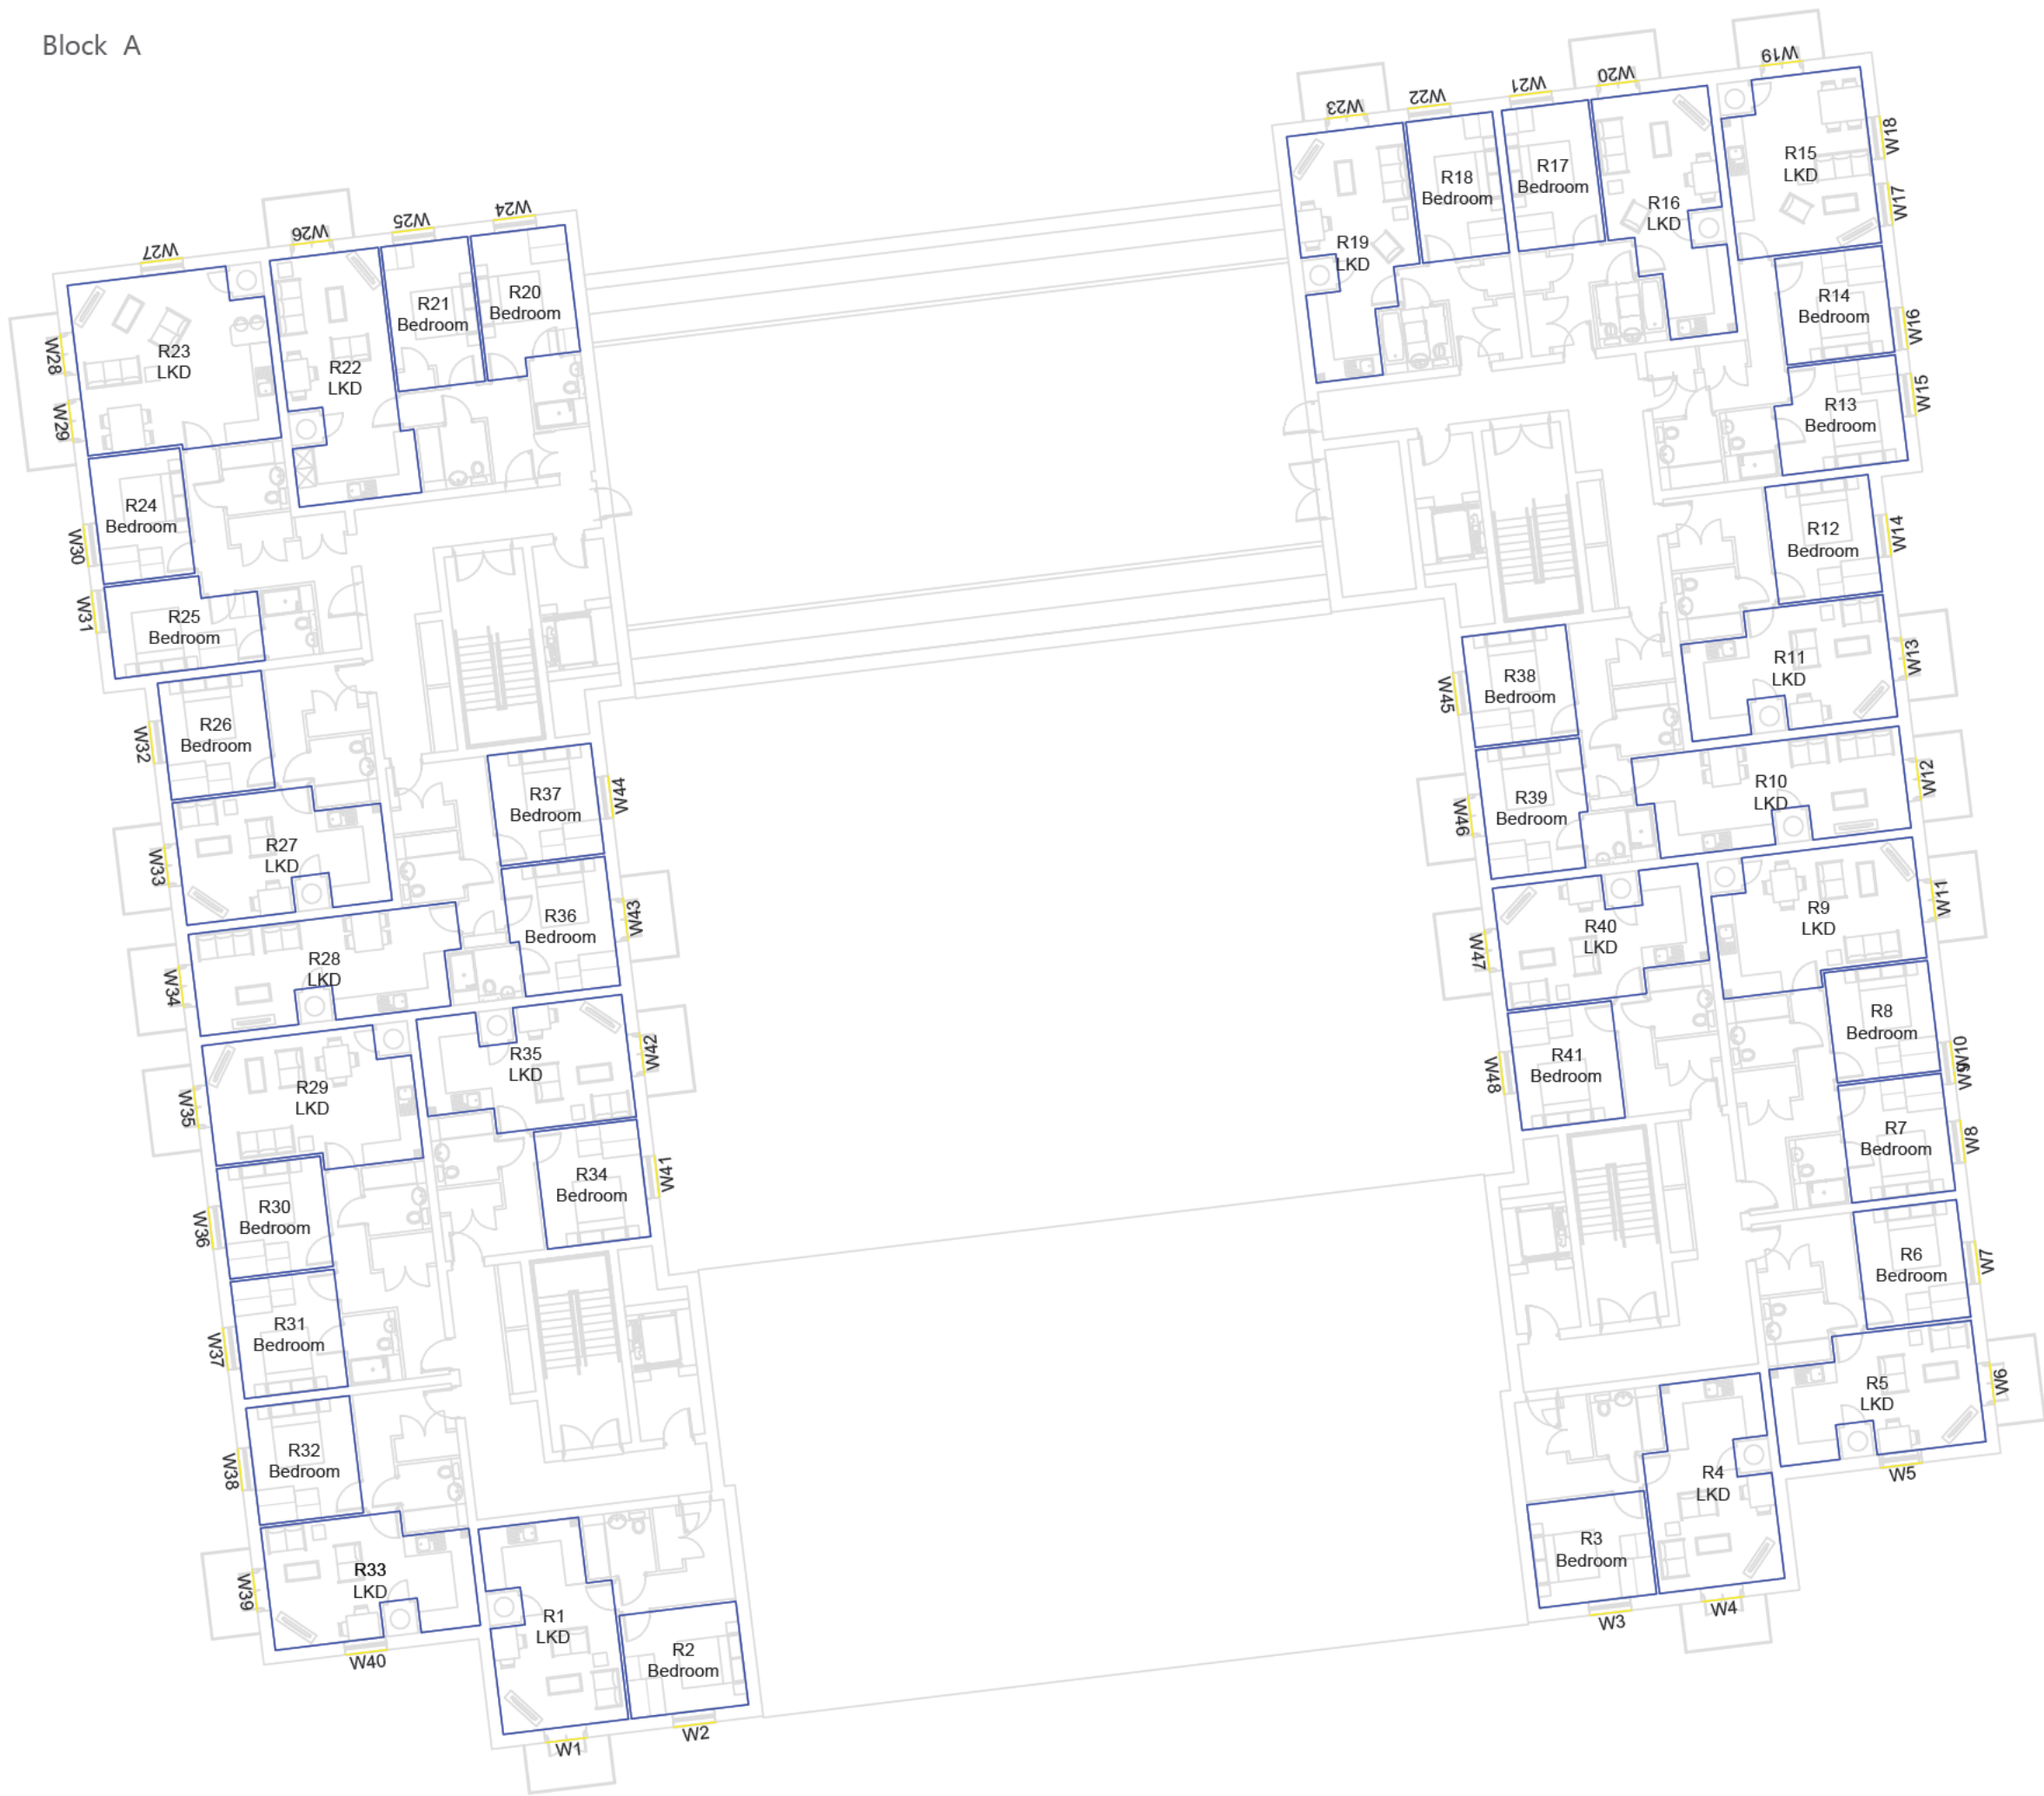 Block A
W19
W20
W21
W22
W23
W18
R15
LKD
R17
Bedroom
R18
Bedroom
R16
LKD
W17
R19
LKD
W24
W25
W26
W27
R20
Bedroom
R21
Bedroom
R14
Bedroom
W16
W28
R23
LKD
R22
LKD
W15
R13
Bedroom
W29
R24
Bedroom
W30
R12
Bedroom
W14
W31
R25
Bedroom
R11
LKD
W13
R38
Bedroom
W45
R26
Bedroom
W32
R10
LKD
W12
R37
Bedroom
W44
R39
Bedroom
W46
R27
LKD
W33
R9
LKD
W11
R36
Bedroom
W43
R40
LKD
W47
R28
LKD
W34
R8
Bedroom
W10
R35
LKD
W42
R41
Bedroom
W48
W9
R29
LKD
W35
R7
Bedroom
W8
R34
Bedroom
W41
R30
Bedroom
W36
R6
Bedroom
W7
R31
Bedroom
W37
R5
LKD
W6
R32
Bedroom
W38
R4
LKD
W5
R3
Bedroom
R33
LKD
W39
W3
W4
R1
LKD
R2
Bedroom
W40
W1
W2